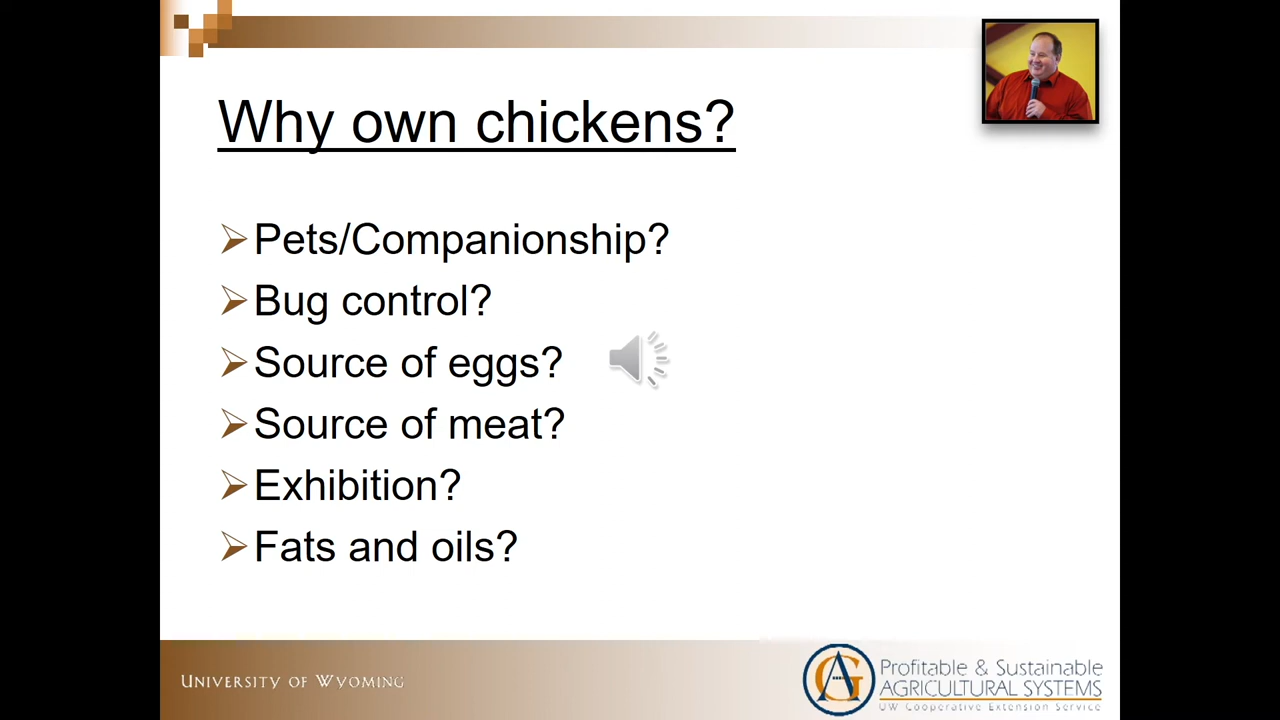 Why own chickens?
Pets/Companionship?
Bug control?
Source of eggs?
Source of meat?
Exhibition?
Fats and oils?
UNIVERSITY OF WYOMING
AG
Profitable & Sustainable
AGRICULTURAL SYSTEMS
UW Cooperative Extension Service